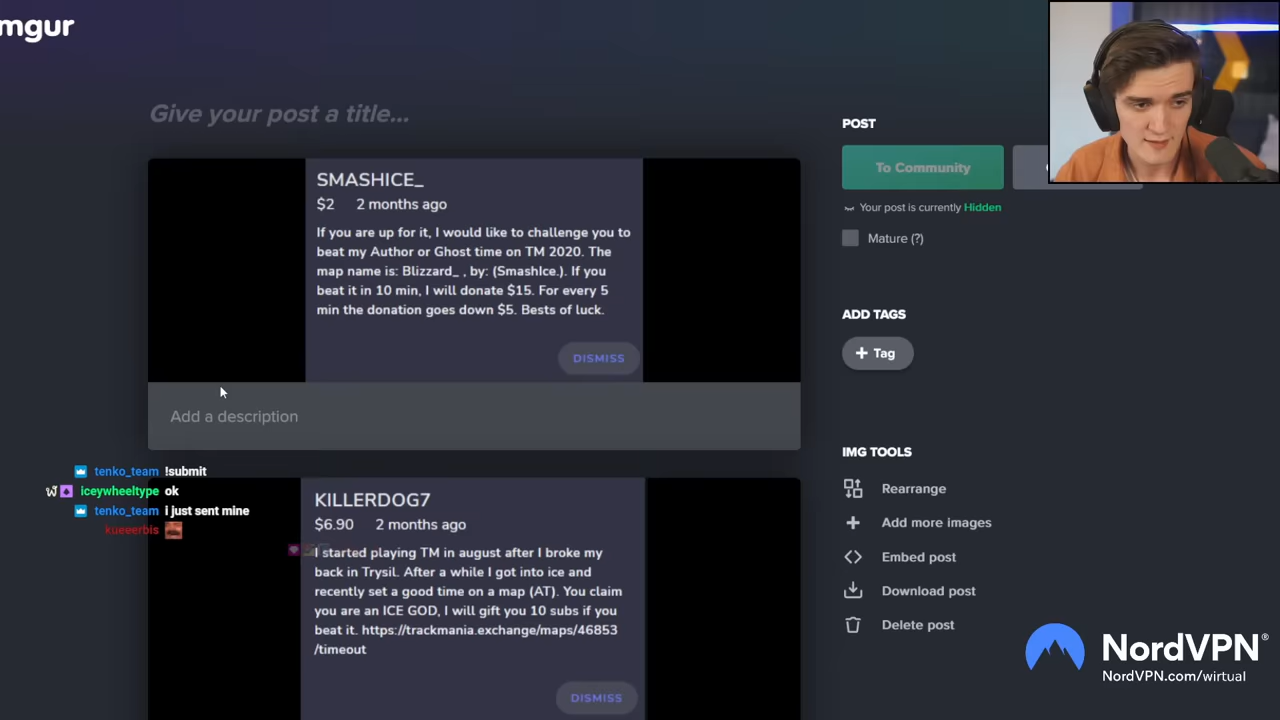 mgur
Give your post a title...
POST
To Community
Your post is currently Hidden
Mature (?)
SMASHICE_
$2 2 months ago
If you are up for it, I would like to challenge you to
beat my Author or Ghost time on TM 2020. The
map name is: Blizzard_ , by: (SmashIce.). If you
beat it in 10 min, I will donate $15. For every 5
min the donation goes down $5. Bests of luck.
DISMISS
Add a description
ADD TAGS
+ Tag
tenko_team !submit
iceywheeltype ok
tenko_team i just sent mine
kueeerbis
KILLERDOG7
$6.90 2 months ago
I started playing TM in august after I broke my
back in Trysil. After a while I got into ice and
recently set a good time on a map (AT). You claim
you are an ICE GOD, I will gift you 10 subs if you
beat it. https://trackmania.exchange/maps/46853
/timeout
DISMISS
IMG TOOLS
Rearrange
Add more images
Embed post
Download post
Delete post
NordVPN®
NordVPN.com/wirtual